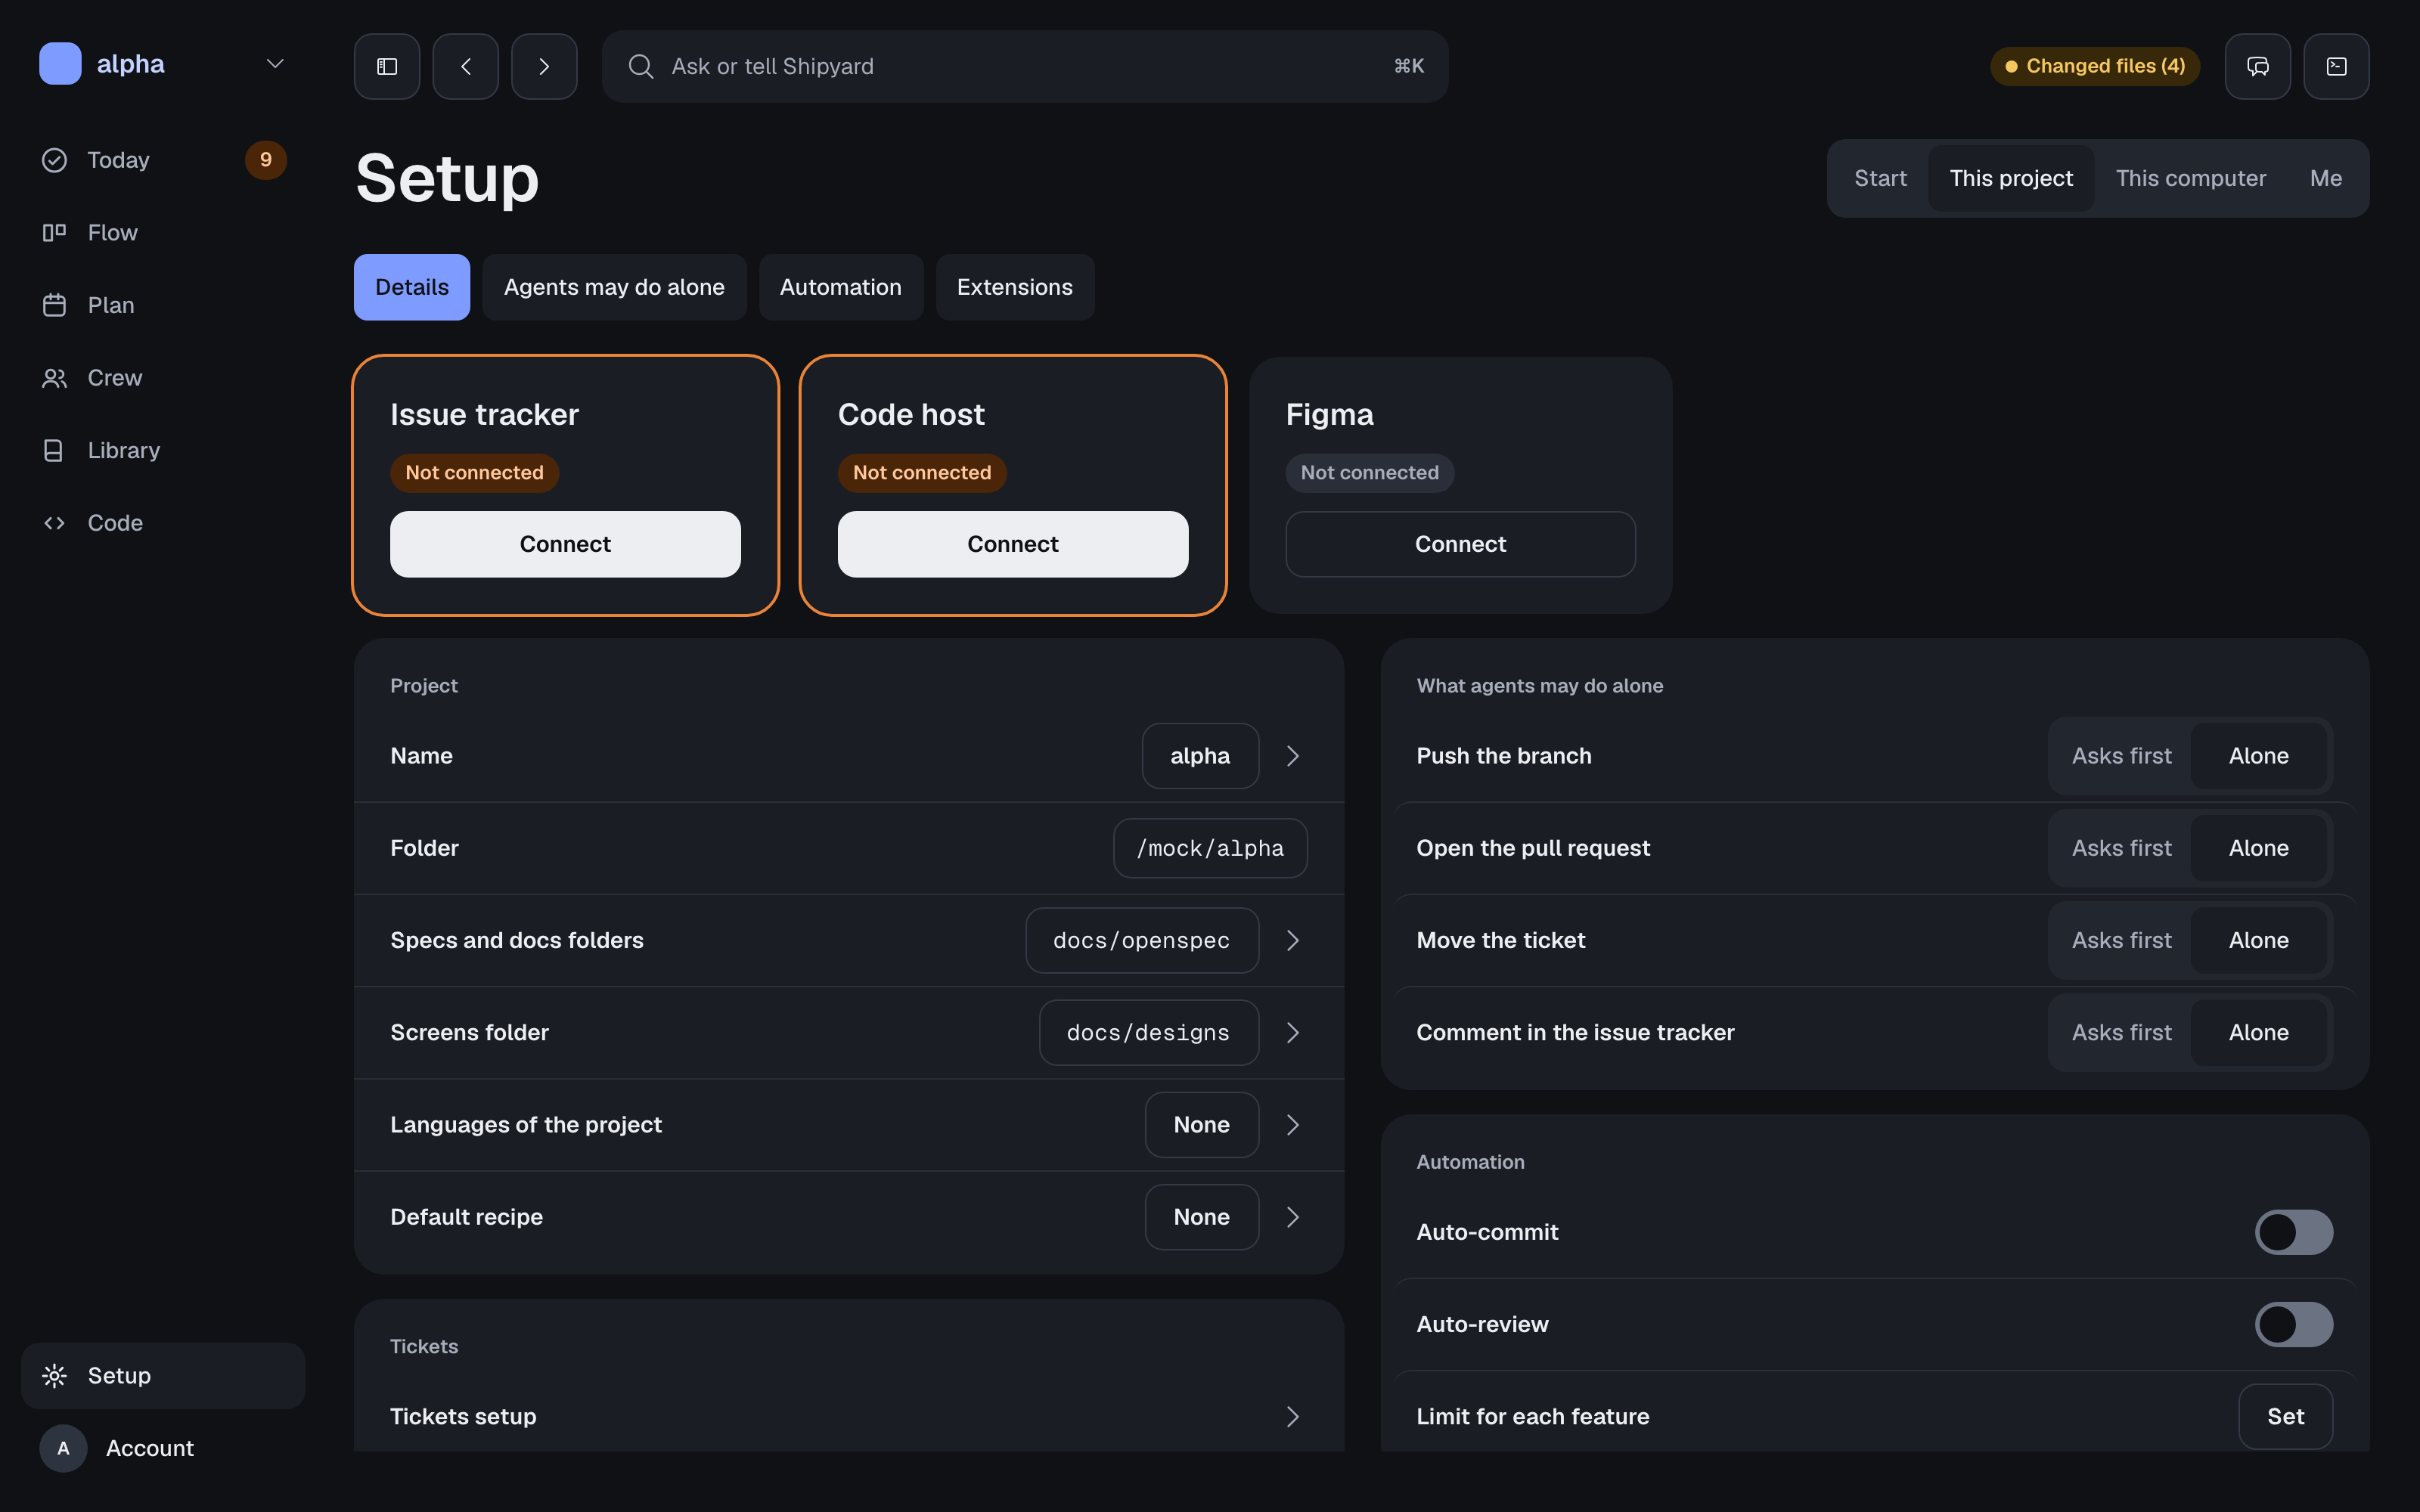 alpha
Ask or tell Shipyard
⌘K
Changed files (4)
Today
9
Flow
Plan
Crew
Library
Code
Setup
Account
A
Setup
Start
This project
This computer
Me
Details
Agents may do alone
Automation
Extensions
Issue tracker
Not connected
Connect
Code host
Not connected
Connect
Figma
Not connected
Connect
Project
Name
alpha
Folder
/mock/alpha
Specs and docs folders
docs/openspec
Screens folder
docs/designs
Languages of the project
None
Default recipe
None
Tickets
Tickets setup
What agents may do alone
Push the branch
Asks first
Alone
Open the pull request
Asks first
Alone
Move the ticket
Asks first
Alone
Comment in the issue tracker
Asks first
Alone
Automation
Auto-commit
Auto-review
Limit for each feature
Set